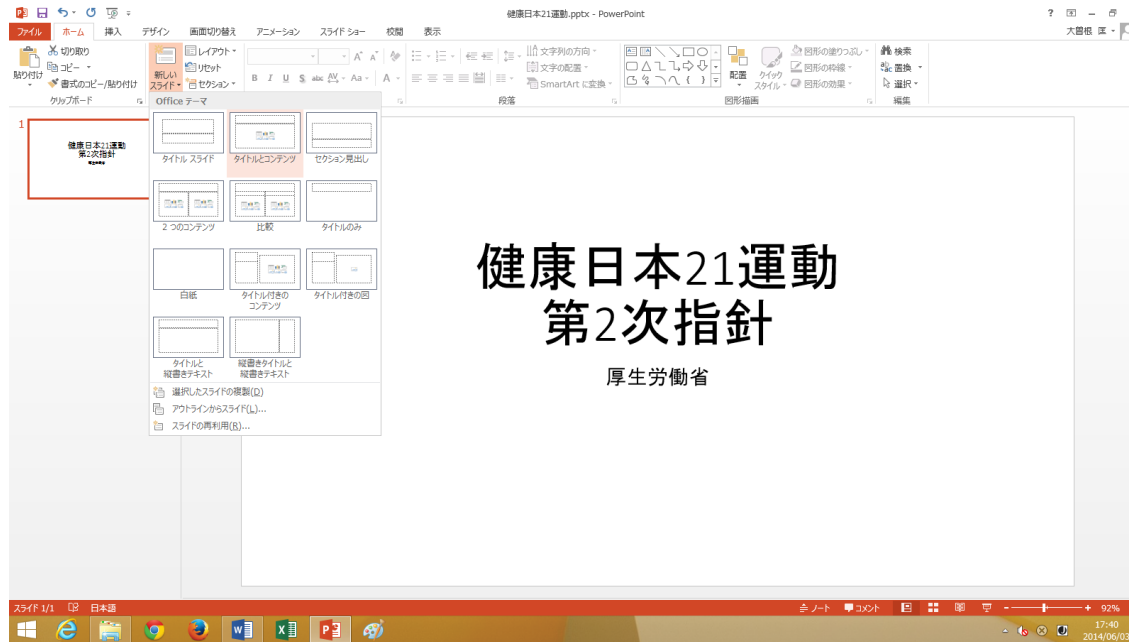 健康日本21運動.pptx - PowerPoint
ファイル ホーム 挿入 デザイン 画面切り替え アニメーション スライド ショー 校閲 表示
大曽根 匡
貼り付け
切り取り
コピー
書式のコピー/貼り付け
クリップボード
新しい
スライド
レイアウト
リセット
セクション
B I U S abc AV Aa A
段落
文字列の方向
文字の配置
SmartArt に変換
配置
クイック
スタイル
図形の塗りつぶし
図形の枠線
図形の効果
図形描画
検索
置換
選択
編集
Office テーマ
タイトル スライド タイトルとコンテンツ セクション見出し
2 つのコンテンツ 比較 タイトルのみ
白紙 タイトル付きの
コンテンツ タイトル付きの図
タイトルと
縦書きテキスト
縦書きタイトルと
縦書きテキスト
選択したスライドの複製(D)
アウトラインからスライド(L)...
スライドの再利用(R)...
1
健康日本21運動
第2次指針
健康日本21運動
第2次指針
厚生労働省
スライド 1/1 日本語
ノート コメント 92%
17:40
2014/06/03